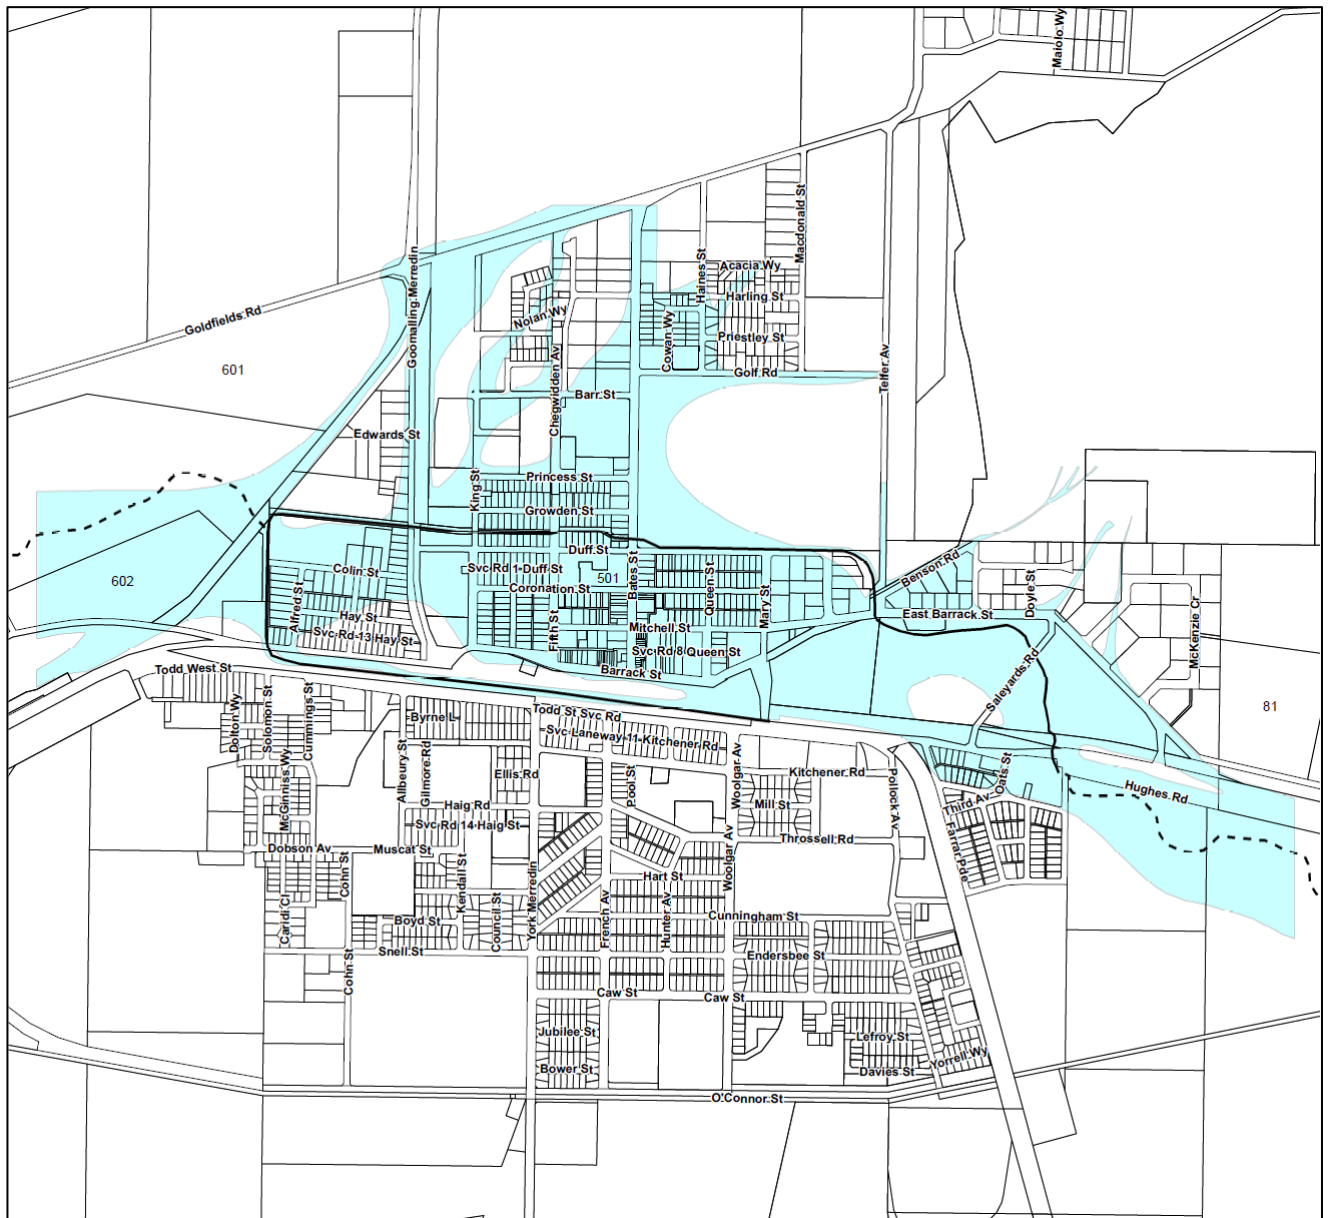 Maiolo Wy
Macdonald St
Haines St
Acacia Wy
Harling St
Goomalling-Merredin
Nolan Wy
Goldfields Rd
Cowan Wy
Priestley St
601
Golf Rd
Telfer Av
Chegwidden Av
Barr St
Edwards St
King St
Princess St
Growden St
Duff St
Bates St
Benson Rd
Colin St
Svc Rd 1 Duff St
501
Queen St
602
Coronation St
Doyle St
Alfred St
Mary St
East Barrack St
Hay St
Fifth St
Mitchell St
McKenzie Cr
Svc Rd 13 Hay St
Svc Rd 8 Queen St
Todd West St
Barrack St
Saleyards Rd
81
Dolton Wy
Solomon St
Cummings St
Byrne L
Todd St Svc Rd
Svc Laneway 11 Kitchener Rd
Allbeury St
Gilmore Rd
Ellis Rd
Pool St
Woolgar Av
Kitchener Rd
Pollock Av
Oats St
Hughes Rd
McGinniss Wy
Haig Rd
Mill St
Third Av
Svc Rd 14 Haig St
Throssell Rd
Dobson Av
Muscat St
Farrar Pde
Cohn St
Kendall St
Hart St
Woolgar Av
Caridi Cl
Boyd St
Council St
York Merredin
French Av
Hunter Av
Cunningham St
Snell St
Endersbee St
Cohn St
Caw St
Caw St
Jubilee St
Lefroy St
Yorrell Wy
Bower St
Davies St
O'Connor St